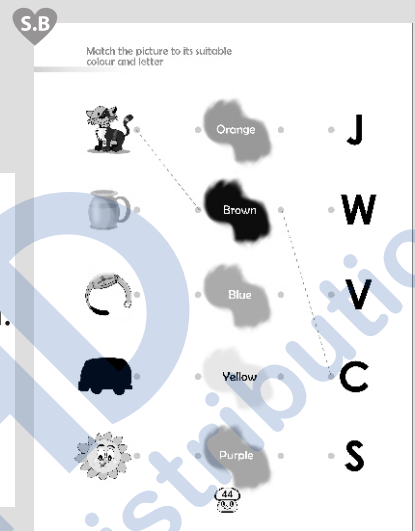 S.B
Match the picture to its suitable
colour and letter
Orange J
Brown W
Blue V
Yellow C
Purple S
44